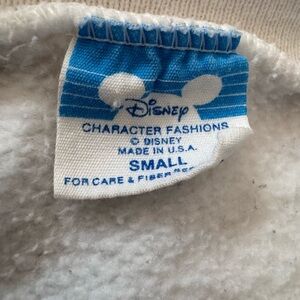 Disney
CHARACTER FASHIONS
© DISNEY
MADE IN U.S.A.
SMALL
FOR CARE & FIBER